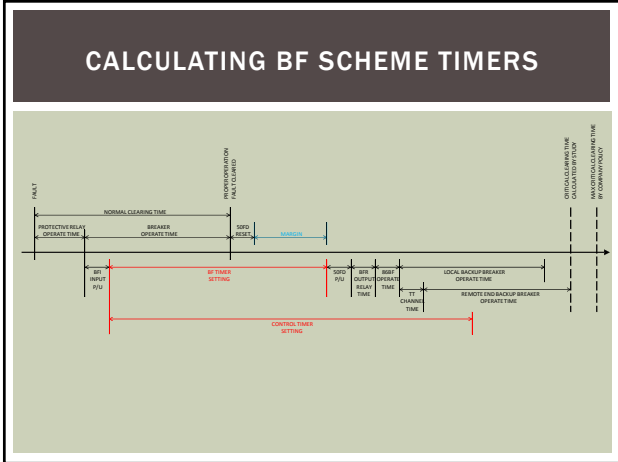 CALCULATING BF SCHEME TIMERS
FAULT
PROPER OPERATION
FAULT CLEARED
CRITICAL CLEARING TIME
CALCULATED BY STUDY
MAX CRITICAL CLEARING TIME
BY COMPANY POLICY
NORMAL CLEARING TIME
PROTECTIVE RELAY
OPERATE TIME
BREAKER
OPERATE TIME
50FD
RESET
MARGIN
BFI
INPUT
P/U
BF TIMER
SETTING
50FD
P/U
BFR
OUTPUT
RELAY
TIME
86BF
OPERATE
TIME
LOCAL BACKUP BREAKER
OPERATE TIME
TT
CHANNEL
TIME
REMOTE END BACKUP BREAKER
OPERATE TIME
CONTROL TIMER
SETTING